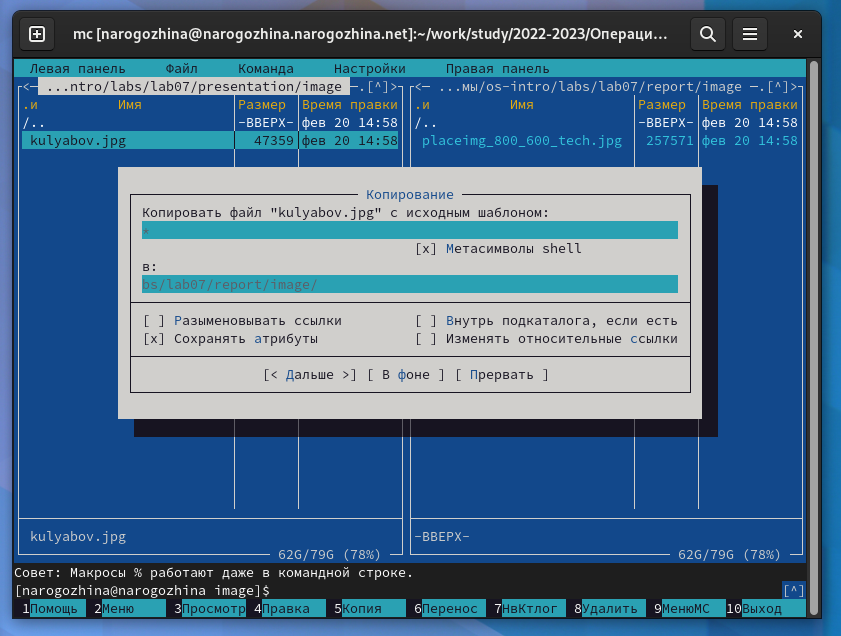 mc [narogozhina@narogozhina.narogozhina.net]:~/work/study/2022-2023/Операци...
Левая панель Файл Команда Настройки Правая панель
<— ...ntro/labs/lab07/presentation/image —.[^]> <— ...мы/os-intro/labs/lab07/report/image —.[^]>
.и Имя Размер Время правки .и Имя Размер Время правки
/.. -ВВЕРХ- фев 20 14:58 /.. -ВВЕРХ- фев 20 14:58
kulyabov.jpg 47359 фев 20 14:58 placeimg_800_600_tech.jpg 257571 фев 20 14:58
Копирование
Копировать файл "kulyabov.jpg" с исходным шаблоном:
*
[x] Метасимволы shell
в:
bs/lab07/report/image/
[ ] Разыменовывать ссылки [ ] Внутрь подкаталога, если есть
[x] Сохранять атрибуты [ ] Изменять относительные ссылки
[< Дальше >] [ В фоне ] [ Прервать ]
kulyabov.jpg -ВВЕРХ-
62G/79G (78%) 62G/79G (78%)
Совет: Макросы % работают даже в командной строке.
[narogozhina@narogozhina image]$ [^]
1Помощь 2Меню 3Просмотр 4Правка 5Копия 6Перенос 7НвКтлог 8Удалить 9МенюMC 10Выход